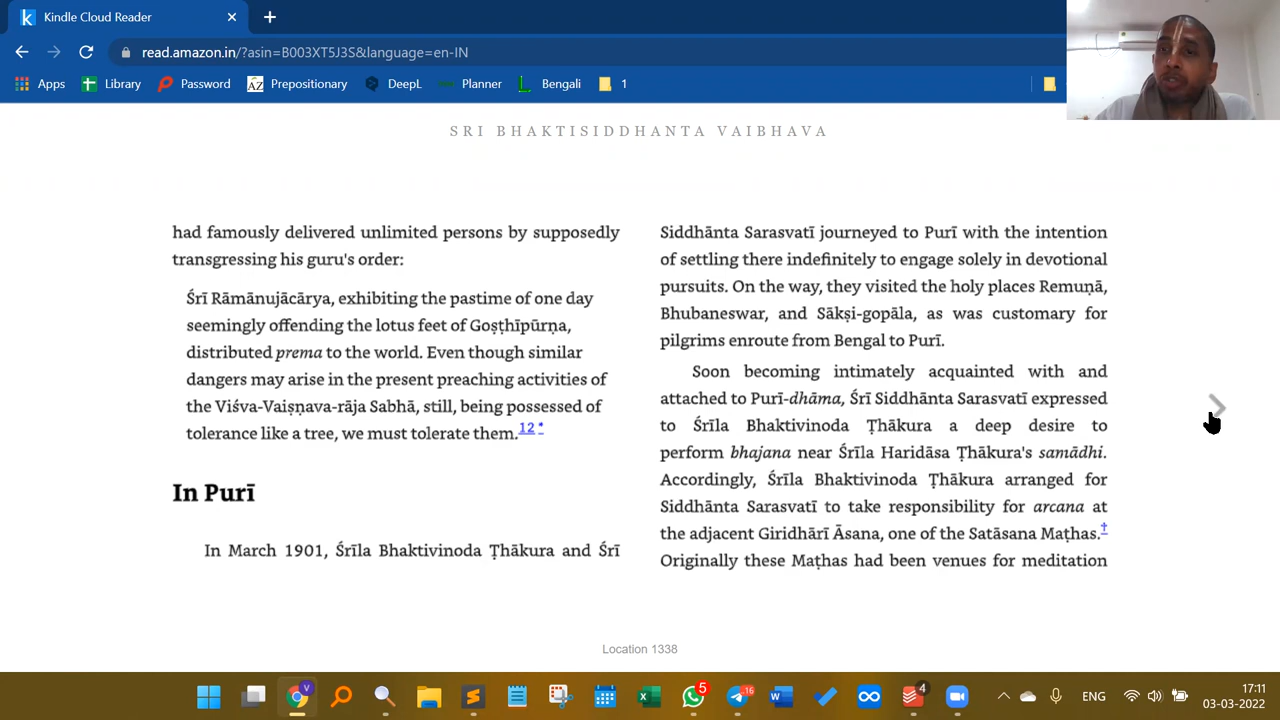 Kindle Cloud Reader
read.amazon.in/?asin=B003XT5J3S&language=en-IN
Apps Library Password Prepositionary DeepL Planner Bengali 1
SRI BHAKTISIDDHANTA VAIBHAVA
had famously delivered unlimited persons by supposedly
transgressing his guru's order:
Śrī Rāmānujācārya, exhibiting the pastime of one day
seemingly offending the lotus feet of Goṣṭhīpūrṇa,
distributed prema to the world. Even though similar
dangers may arise in the present preaching activities of
the Viśva-Vaiṣṇava-rāja Sabhā, still, being possessed of
tolerance like a tree, we must tolerate them.12 *
In Purī
In March 1901, Śrīla Bhaktivinoda Ṭhākura and Śrī
Siddhānta Sarasvatī journeyed to Purī with the intention
of settling there indefinitely to engage solely in devotional
pursuits. On the way, they visited the holy places Remuṇā,
Bhubaneswar, and Sākṣi-gopāla, as was customary for
pilgrims enroute from Bengal to Purī.
Soon becoming intimately acquainted with and
attached to Purī-dhāma, Śrī Siddhānta Sarasvatī expressed
to Śrīla Bhaktivinoda Ṭhākura a deep desire to
perform bhajana near Śrīla Haridāsa Ṭhākura's samādhi.
Accordingly, Śrīla Bhaktivinoda Ṭhākura arranged for
Siddhānta Sarasvatī to take responsibility for arcana at
the adjacent Giridhārī Āsana, one of the Satāsana Maṭhas.†
Originally these Maṭhas had been venues for meditation
Location 1338
5 16 4 ENG 17:11
03-03-2022